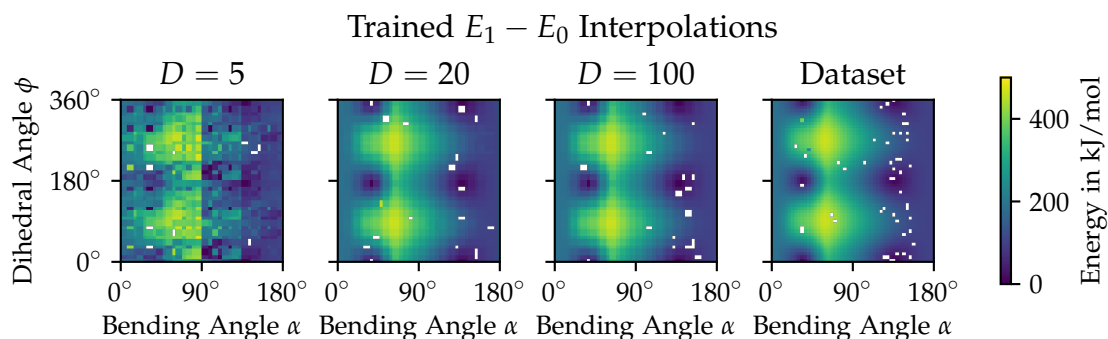 Trained E₁ − E₀ Interpolations
D = 5
D = 20
D = 100
Dataset
Dihedral Angle ϕ
360°
180°
0°
0°
90°
180°
0°
90°
180°
0°
90°
180°
0°
90°
180°
Bending Angle α
Bending Angle α
Bending Angle α
Bending Angle α
400
200
0
Energy in kJ/mol